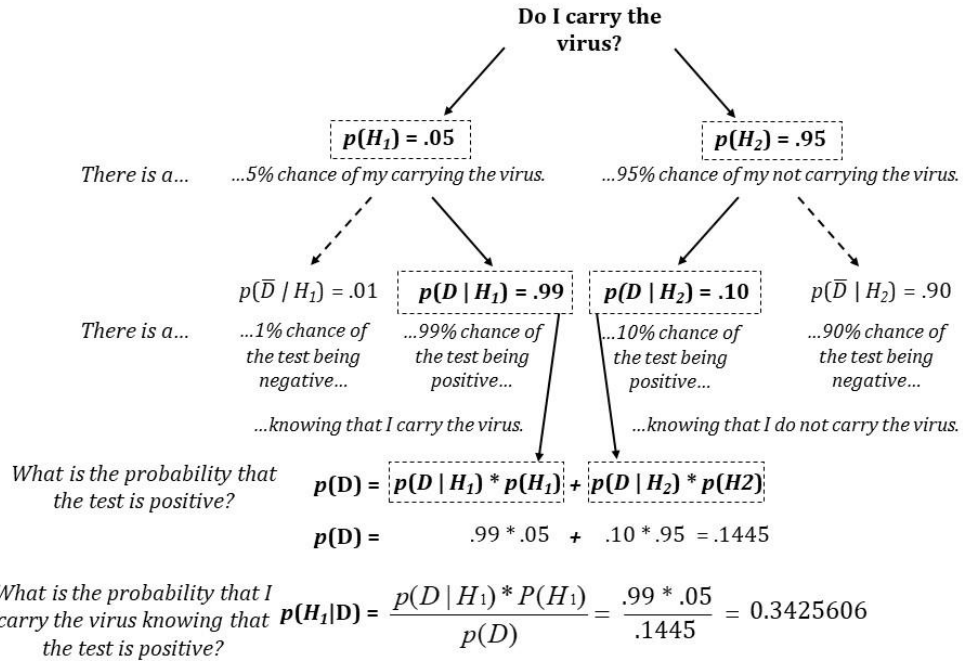 Do I carry the
virus?
p(H₁) = .05
p(H₂) = .95
There is a...
...5% chance of my carrying the virus.
...95% chance of my not carrying the virus.
p(D̅ | H₁) = .01
p(D | H₁) = .99
p(D | H₂) = .10
p(D̅ | H₂) = .90
There is a...
...1% chance of
the test being
negative...
...99% chance of
the test being
positive...
...10% chance of
the test being
positive...
...90% chance of
the test being
negative...
...knowing that I carry the virus.
...knowing that I do not carry the virus.
What is the probability that
the test is positive?
p(D) = p(D | H₁) * p(H₁) + p(D | H₂) * p(H2)
p(D) = .99 * .05 + .10 * .95 = .1445
What is the probability that I
carry the virus knowing that
the test is positive?
p(H₁|D) = p(D | H₁) * P(H₁) / p(D) = .99 * .05 / .1445 = 0.3425606